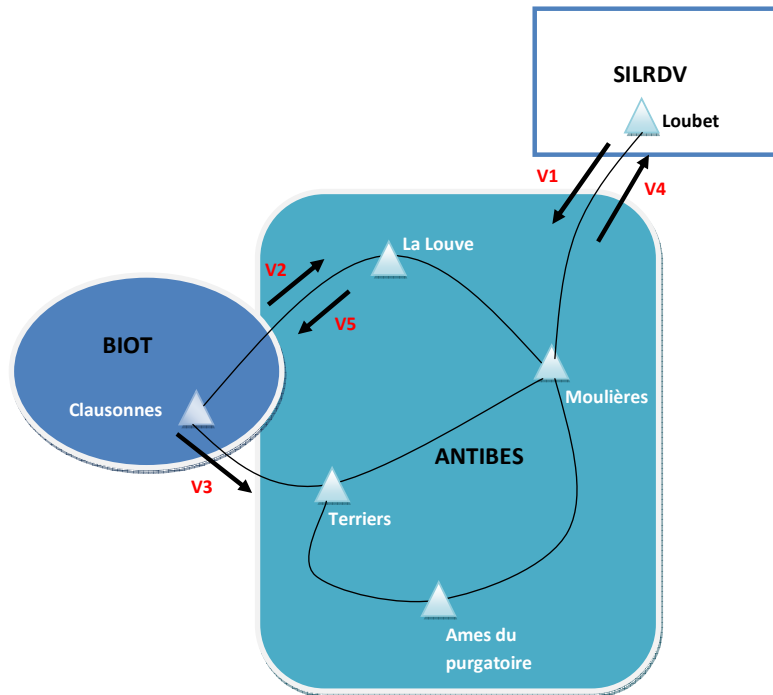 SILRDV
Loubet
V1
V4
La Louve
V2
V5
BIOT
Moulières
Clausonnes
ANTIBES
V3
Terriers
Ames du
purgatoire